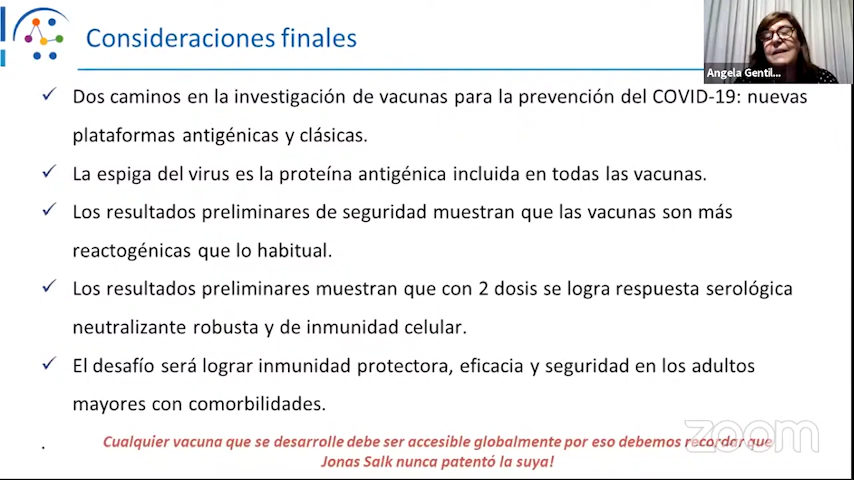 Consideraciones finales
Angela Gentil...
Dos caminos en la investigación de vacunas para la prevención del COVID-19: nuevas
plataformas antigénicas y clásicas.
La espiga del virus es la proteína antigénica incluida en todas las vacunas.
Los resultados preliminares de seguridad muestran que las vacunas son más
reactogénicas que lo habitual.
Los resultados preliminares muestran que con 2 dosis se logra respuesta serológica
neutralizante robusta y de inmunidad celular.
El desafío será lograr inmunidad protectora, eficacia y seguridad en los adultos
mayores con comorbilidades.
. Cualquier vacuna que se desarrolle debe ser accesible globalmente por eso debemos recordar que
Jonas Salk nunca patentó la suya!
zoom